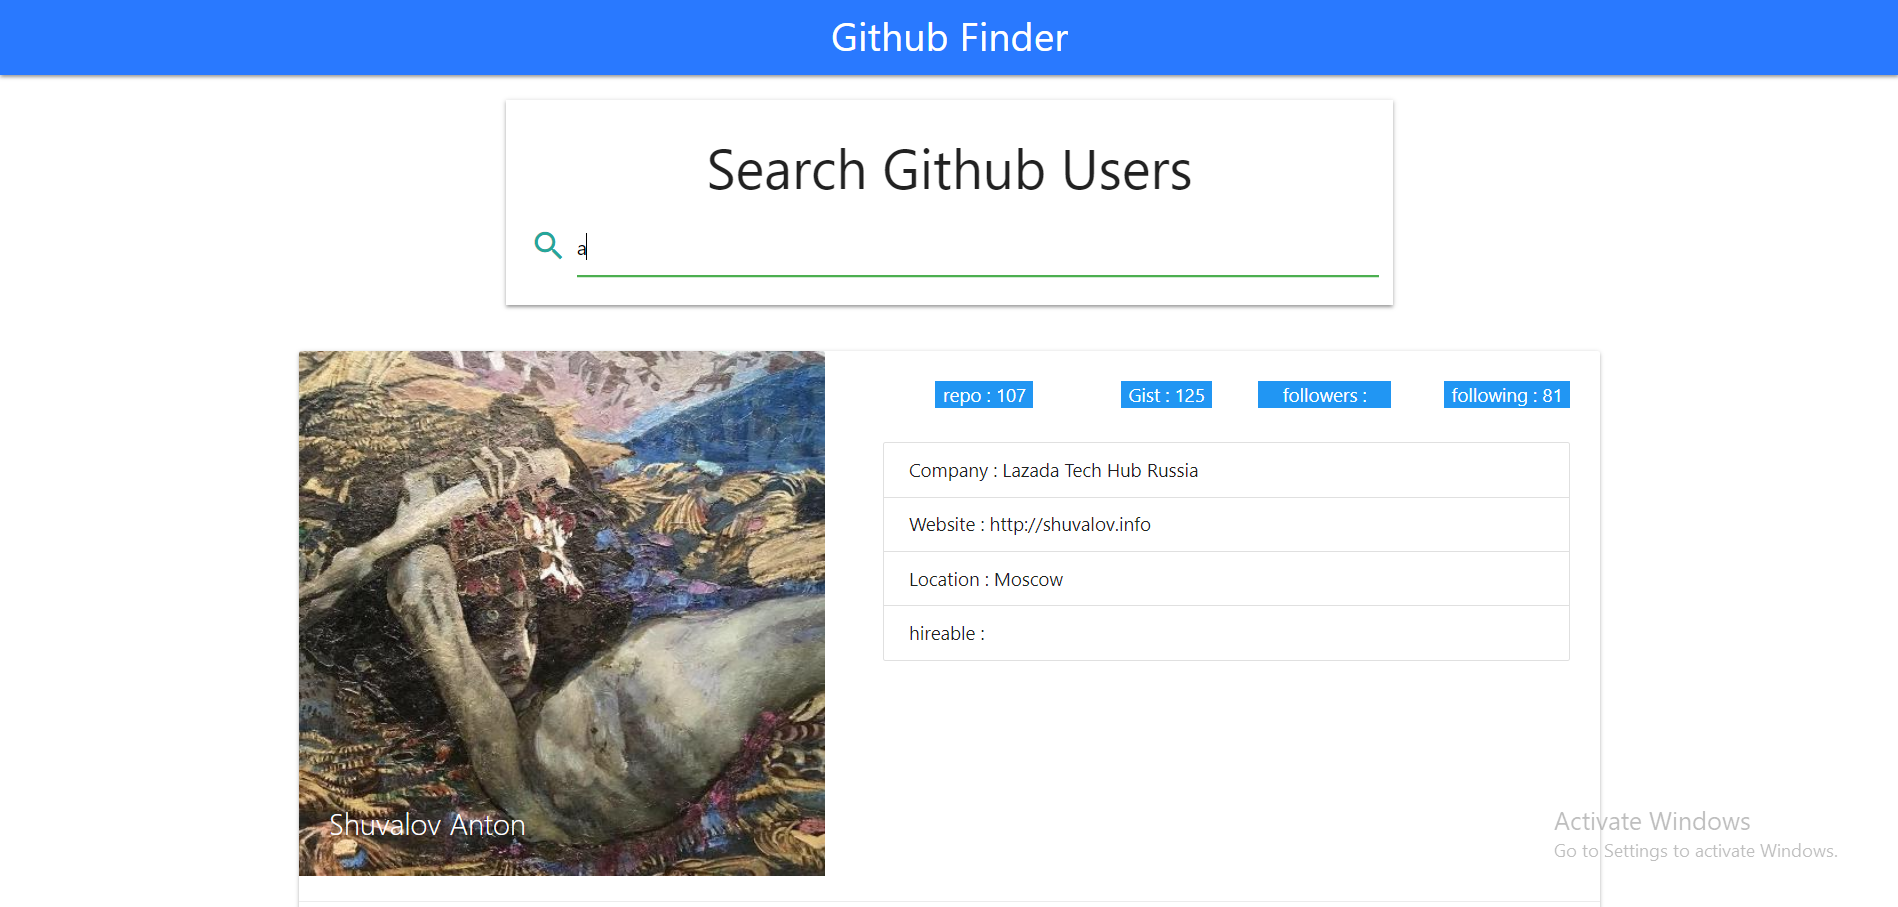 Github Finder
Search Github Users
a
repo : 107
Gist : 125
followers :
following : 81
Company : Lazada Tech Hub Russia
Website : http://shuvalov.info
Location : Moscow
hireable :
Shuvalov Anton
Activate Windows
Go to Settings to activate Windows.